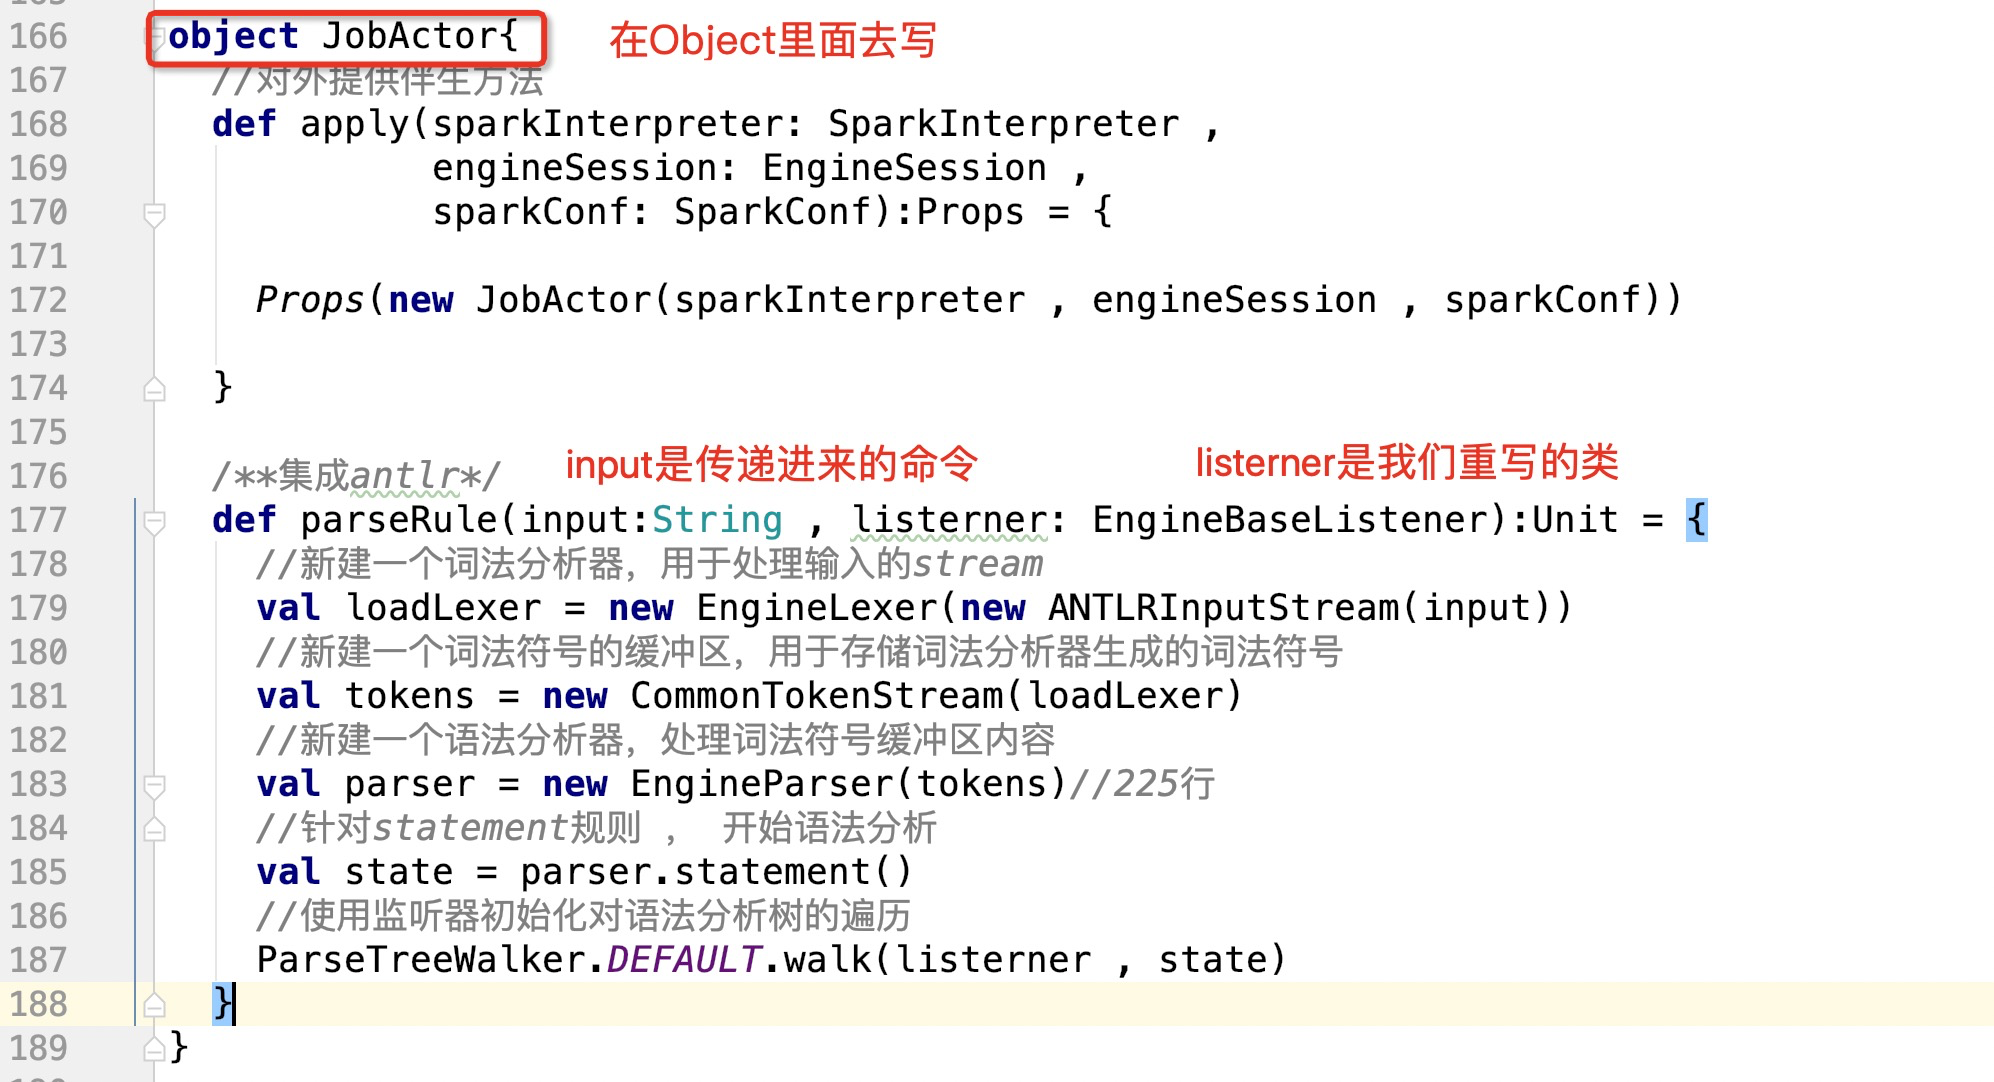 166 object JobActor{ 在Object里面去写
167 //对外提供伴生方法
168 def apply(sparkInterpreter: SparkInterpreter ,
169 engineSession: EngineSession ,
170 sparkConf: SparkConf):Props = {
171
172 Props(new JobActor(sparkInterpreter , engineSession , sparkConf))
173
174 }
175
input是传递进来的命令 listerner是我们重写的类
176 /**集成antlr*/
177 def parseRule(input:String , listerner: EngineBaseListener):Unit = {
178 //新建一个词法分析器，用于处理输入的stream
179 val loadLexer = new EngineLexer(new ANTLRInputStream(input))
180 //新建一个词法符号的缓冲区，用于存储词法分析器生成的词法符号
181 val tokens = new CommonTokenStream(loadLexer)
182 //新建一个语法分析器，处理词法符号缓冲区内容
183 val parser = new EngineParser(tokens)//225行
184 //针对statement规则 ， 开始语法分析
185 val state = parser.statement()
186 //使用监听器初始化对语法分析树的遍历
187 ParseTreeWalker.DEFAULT.walk(listerner , state)
188 }
189 }